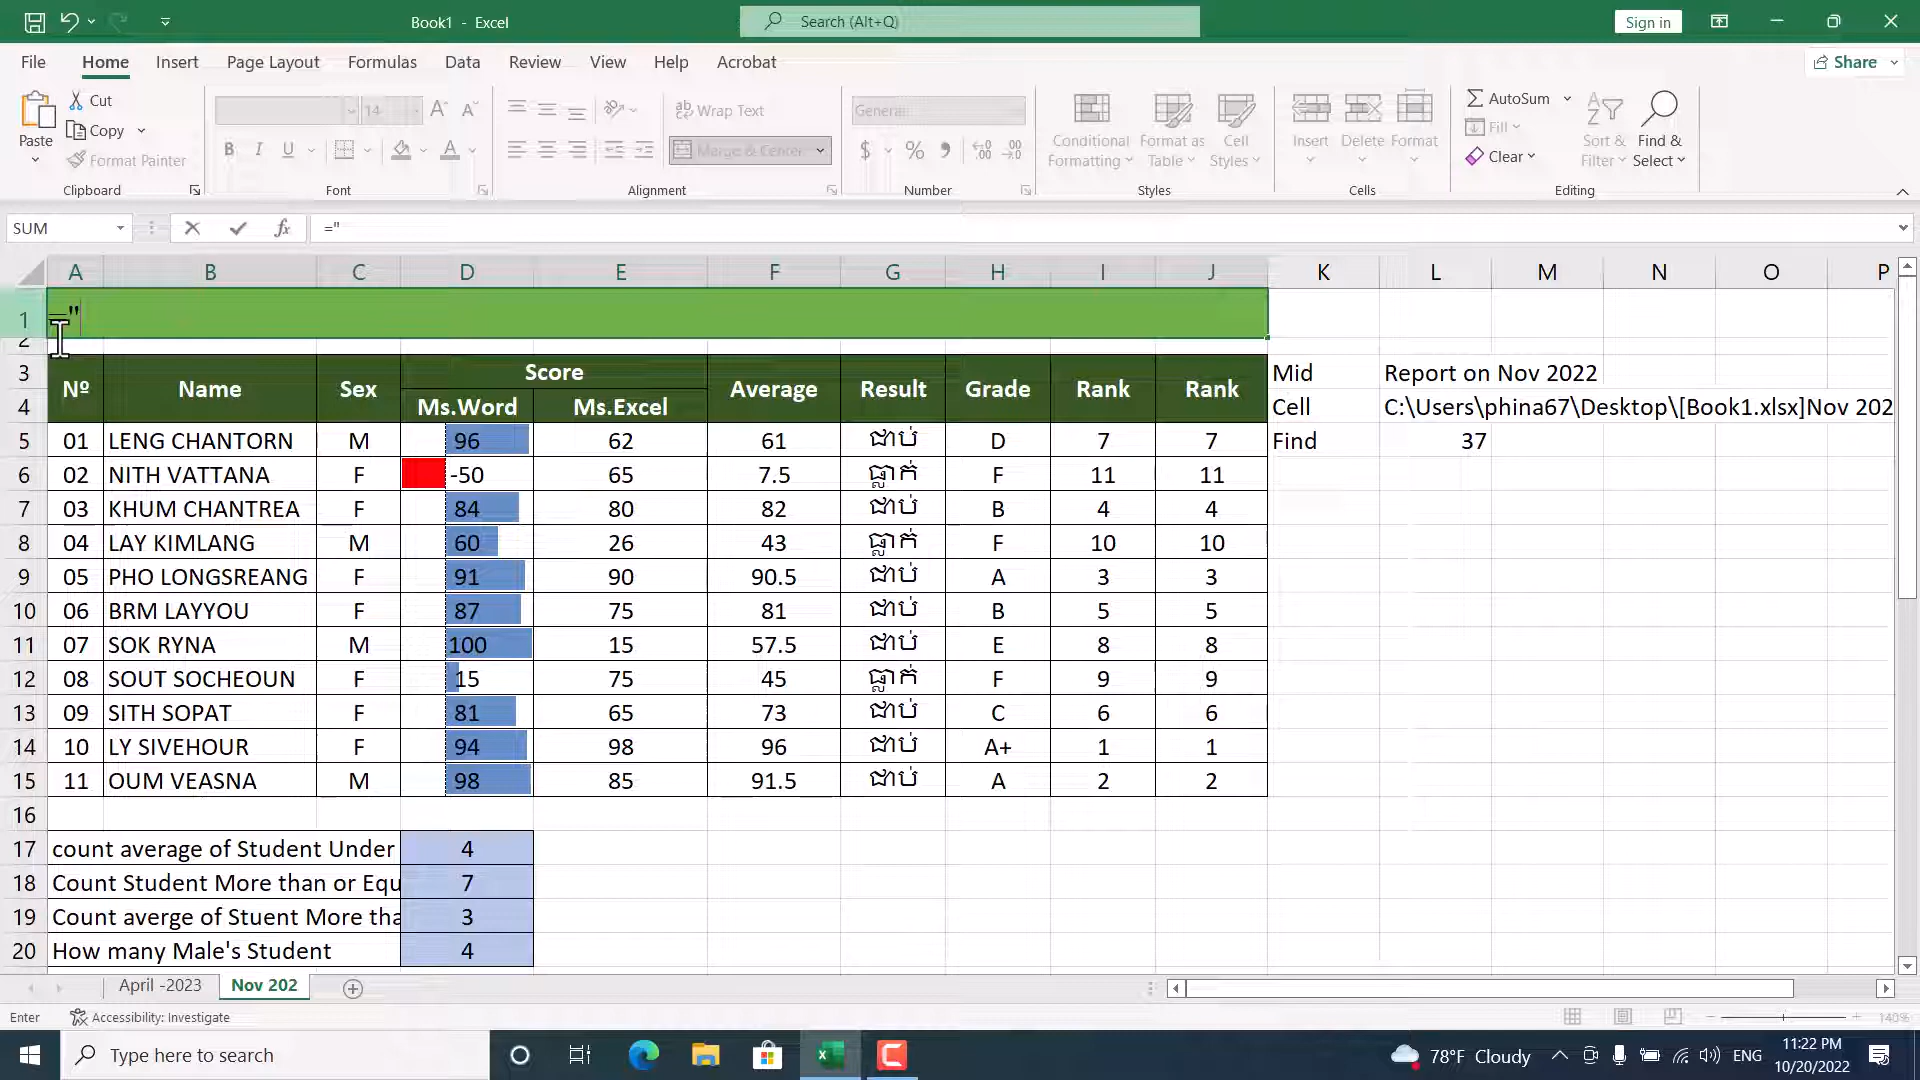 Book1 - Excel
Search (Alt+Q)
Sign in
File Home Insert Page Layout Formulas Data Review View Help Acrobat
Share
Paste
Cut
Copy
Format Painter
Clipboard
14
B I U
Font
Wrap Text
Merge & Center
Alignment
General
$ % 9
Number
Conditional Formatting
Format as Table
Cell Styles
Styles
Insert Delete Format
Cells
AutoSum
Fill
Clear
Sort & Filter
Find & Select
Editing
SUM
="
A B C D E F G H I J K L M N O P
1 ="
2
3 Nº Name Sex Score Average Result Grade Rank Rank Mid Report on Nov 2022
4 Ms.Word Ms.Excel Cell C:\Users\phina67\Desktop\[Book1.xlsx]Nov 202
5 01 LENG CHANTORN M 96 62 61 ជាប់ D 7 7 Find 37
6 02 NITH VATTANA F -50 65 7.5 ធ្លាក់ F 11 11
7 03 KHUM CHANTREA F 84 80 82 ជាប់ B 4 4
8 04 LAY KIMLANG M 60 26 43 ធ្លាក់ F 10 10
9 05 PHO LONGSREANG F 91 90 90.5 ជាប់ A 3 3
10 06 BRM LAYYOU F 87 75 81 ជាប់ B 5 5
11 07 SOK RYNA M 100 15 57.5 ជាប់ E 8 8
12 08 SOUT SOCHEOUN F 15 75 45 ធ្លាក់ F 9 9
13 09 SITH SOPAT F 81 65 73 ជាប់ C 6 6
14 10 LY SIVEHOUR F 94 98 96 ជាប់ A+ 1 1
15 11 OUM VEASNA M 98 85 91.5 ជាប់ A 2 2
16
17 count average of Student Under 4
18 Count Student More than or Equ 7
19 Count averge of Stuent More tha 3
20 How many Male's Student 4
April -2023 Nov 202
Enter Accessibility: Investigate 140%
Type here to search
78°F Cloudy
ENG
11:22 PM
10/20/2022